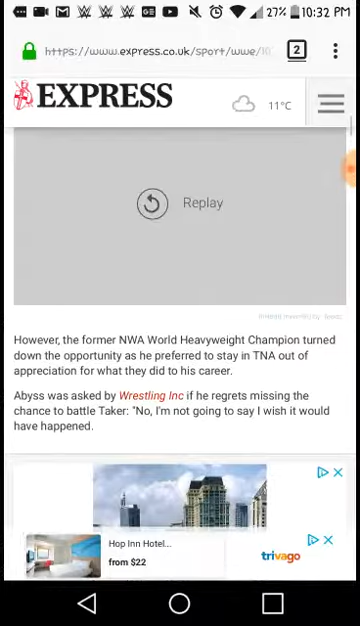 27% 10:32 PM
https://www.express.co.uk/sport/wwe/10
2
EXPRESS
11°C
Replay
However, the former NWA World Heavyweight Champion turned
down the opportunity as he preferred to stay in TNA out of
appreciation for what they did to his career.
Abyss was asked by Wrestling Inc if he regrets missing the
chance to battle Taker: "No, I'm not going to say I wish it would
have happened.
Hop Inn Hotel...
from $22
trivago